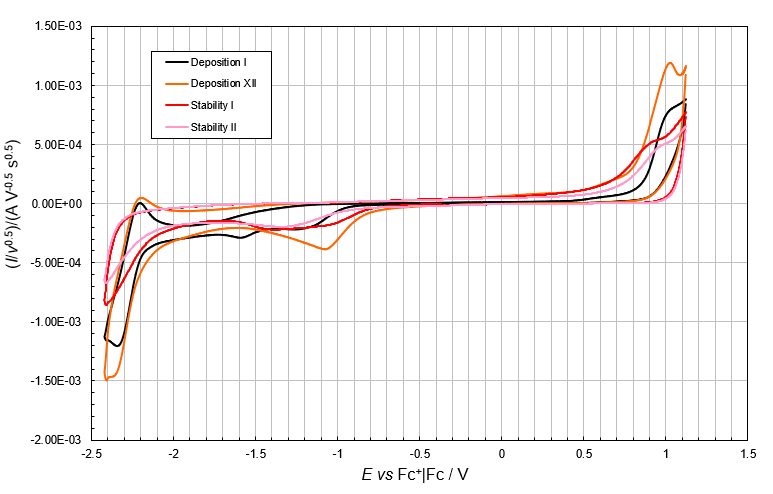 1.50E-03
1.00E-03
5.00E-04
0.00E+00
-5.00E-04
-1.00E-03
-1.50E-03
-2.00E-03
(I/v0.5)/(A V-0.5 s0.5)
Deposition I
Deposition XII
Stability I
Stability II
-2.5 -2 -1.5 -1 -0.5 0 0.5 1 1.5
E vs Fc+|Fc / V